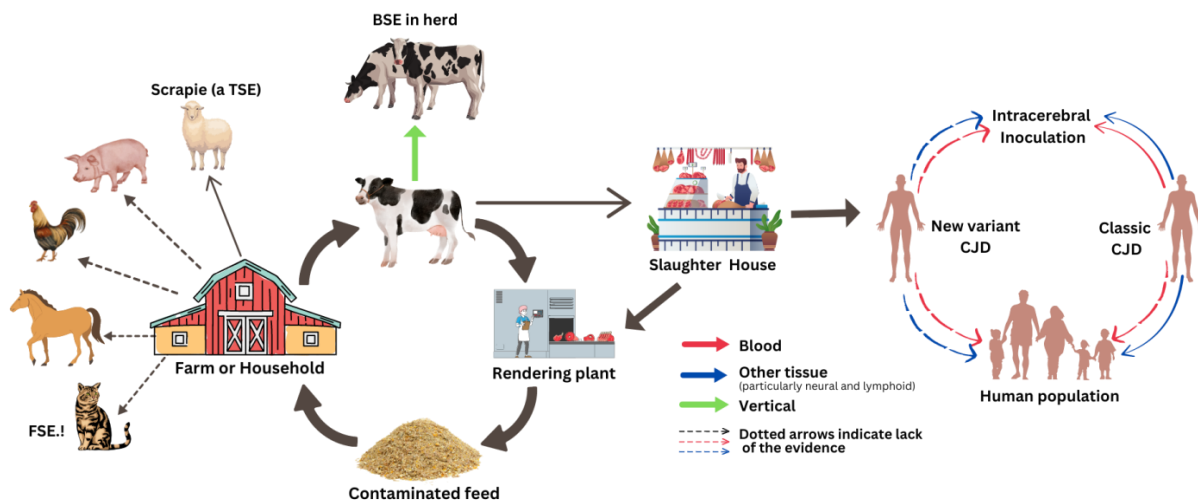 BSE in herd
Scrapie (a TSE)
Intracerebral
Inoculation
New variant
CJD
Classic
CJD
Slaughter House
Farm or Household
Rendering plant
Blood
Other tissue
(particularly neural and lymphoid)
Vertical
Dotted arrows indicate lack
of the evidence
Human population
FSE.!
Contaminated feed